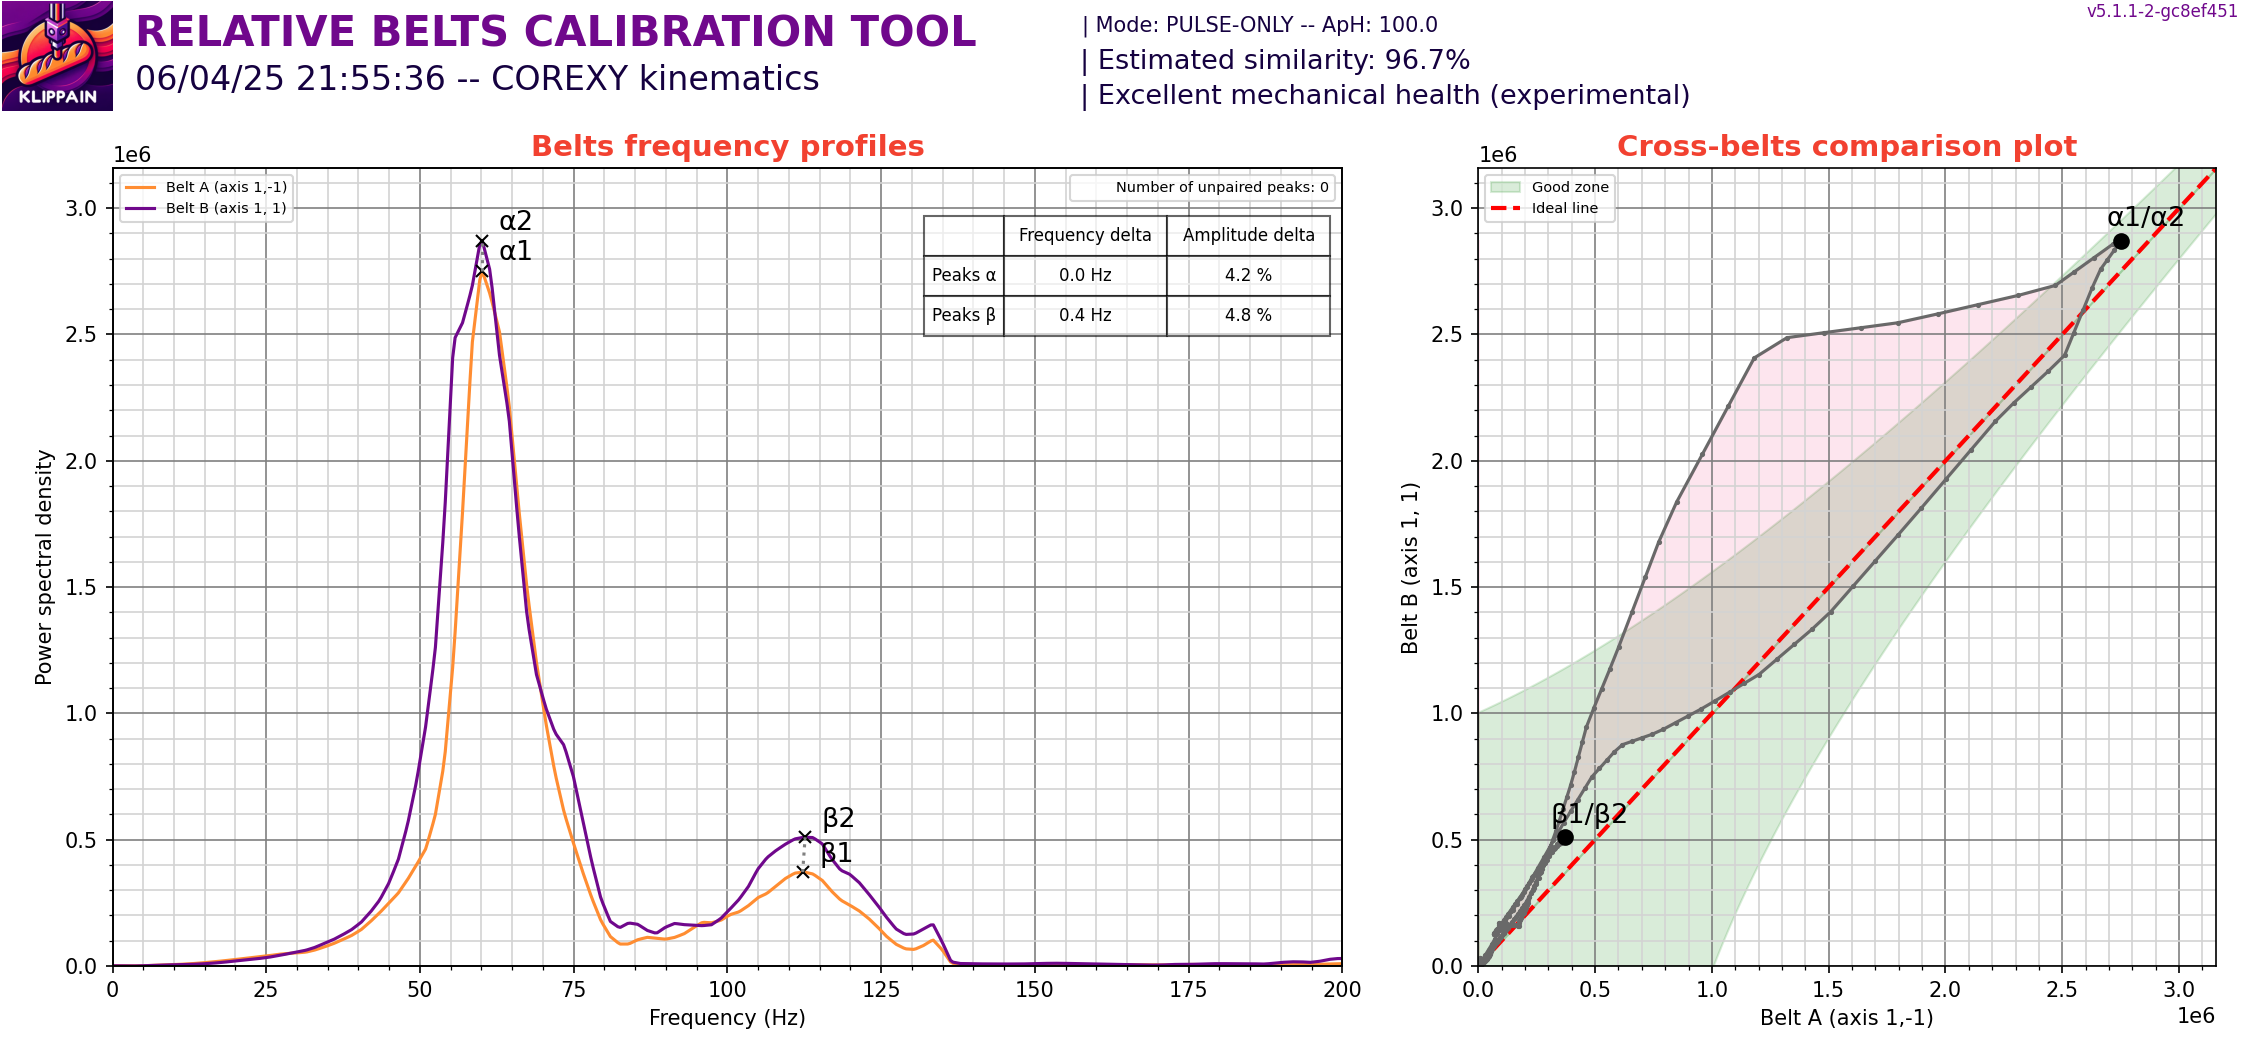 KLIPPAIN
RELATIVE BELTS CALIBRATION TOOL
06/04/25 21:55:36 -- COREXY kinematics
| Mode: PULSE-ONLY -- ApH: 100.0
| Estimated similarity: 96.7%
| Excellent mechanical health (experimental)
v5.1.1-2-gc8ef451
Belts frequency profiles
1e6
Belt A (axis 1,-1)
Belt B (axis 1, 1)
Number of unpaired peaks: 0
Frequency delta Amplitude delta
Peaks α 0.0 Hz 4.2 %
Peaks β 0.4 Hz 4.8 %
α2
α1
β2
β1
3.0
2.5
2.0
1.5
1.0
0.5
0.0
Power spectral density
0 25 50 75 100 125 150 175 200
Frequency (Hz)
Cross-belts comparison plot
1e6
Good zone
Ideal line
α1/α2
β1/β2
3.0
2.5
2.0
1.5
1.0
0.5
0.0
Belt B (axis 1, 1)
0.0 0.5 1.0 1.5 2.0 2.5 3.0
Belt A (axis 1,-1)
1e6